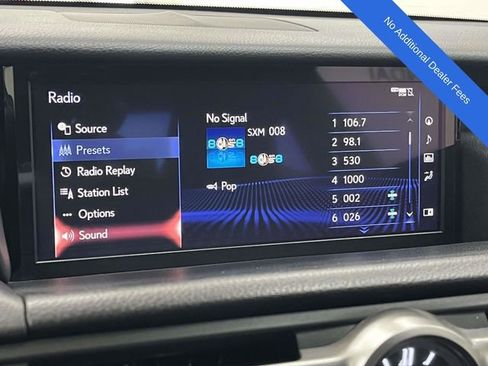 No Additional Dealer Fees
Radio
Source
Presets
Radio Replay
Station List
Options
Sound
No Signal
SXM 008
Pop
1 106.7
2 98.1
3 530
4 1000
5 002
6 026